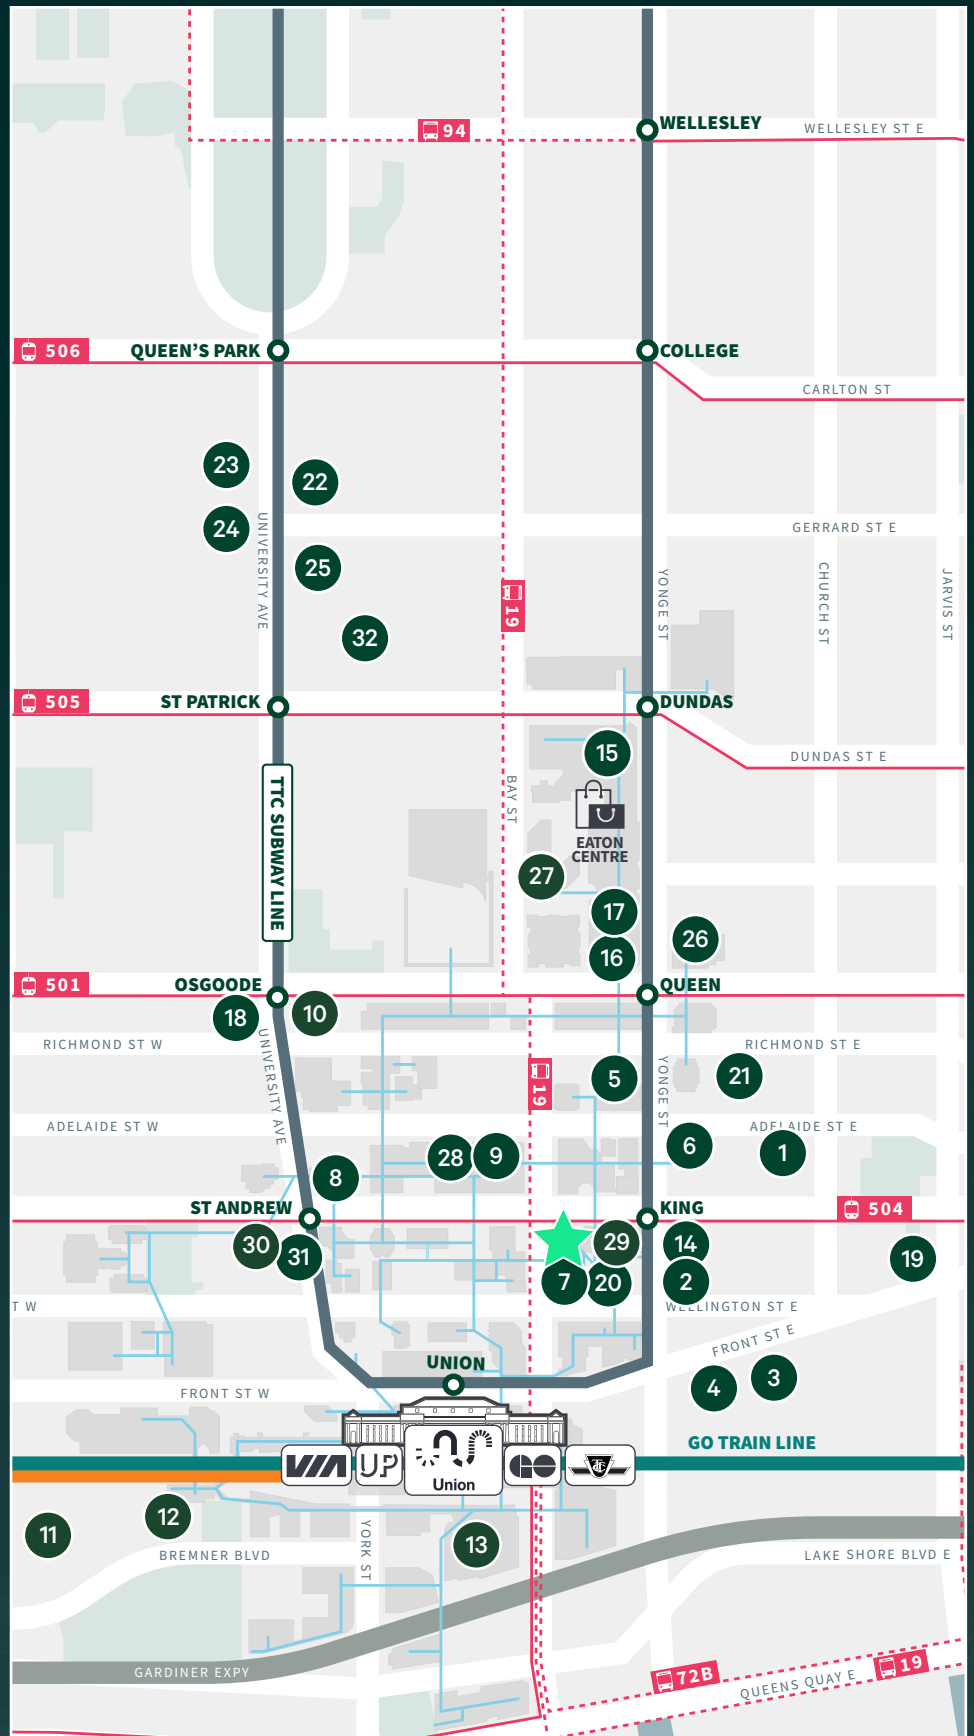 94
WELLESLEY
WELLESLEY ST E
506
QUEEN'S PARK
COLLEGE
CARLTON ST
23
22
24
UNIVERSITY AVE
GERRARD ST E
25
19
YONGE ST
CHURCH ST
JARVIS ST
32
505
ST PATRICK
DUNDAS
15
DUNDAS ST E
TTC SUBWAY LINE
BAY ST
EATON
CENTRE
27
17
26
16
501
OSGOODE
QUEEN
18
10
RICHMOND ST W
UNIVERSITY AVE
RICHMOND ST E
19
5
YONGE ST
21
ADELAIDE ST W
ADELAIDE ST E
6
1
28
9
8
ST ANDREW
KING
504
30
31
29
14
19
7
20
2
T W
WELLINGTON ST E
FRONT ST E
UNION
4
3
FRONT ST W
GO TRAIN LINE
VIA
UP
Union
GO
TTC
11
12
YORK ST
13
BREMNER BLVD
LAKE SHORE BLVD E
GARDINER EXPY
72B
QUEENS QUAY E
19